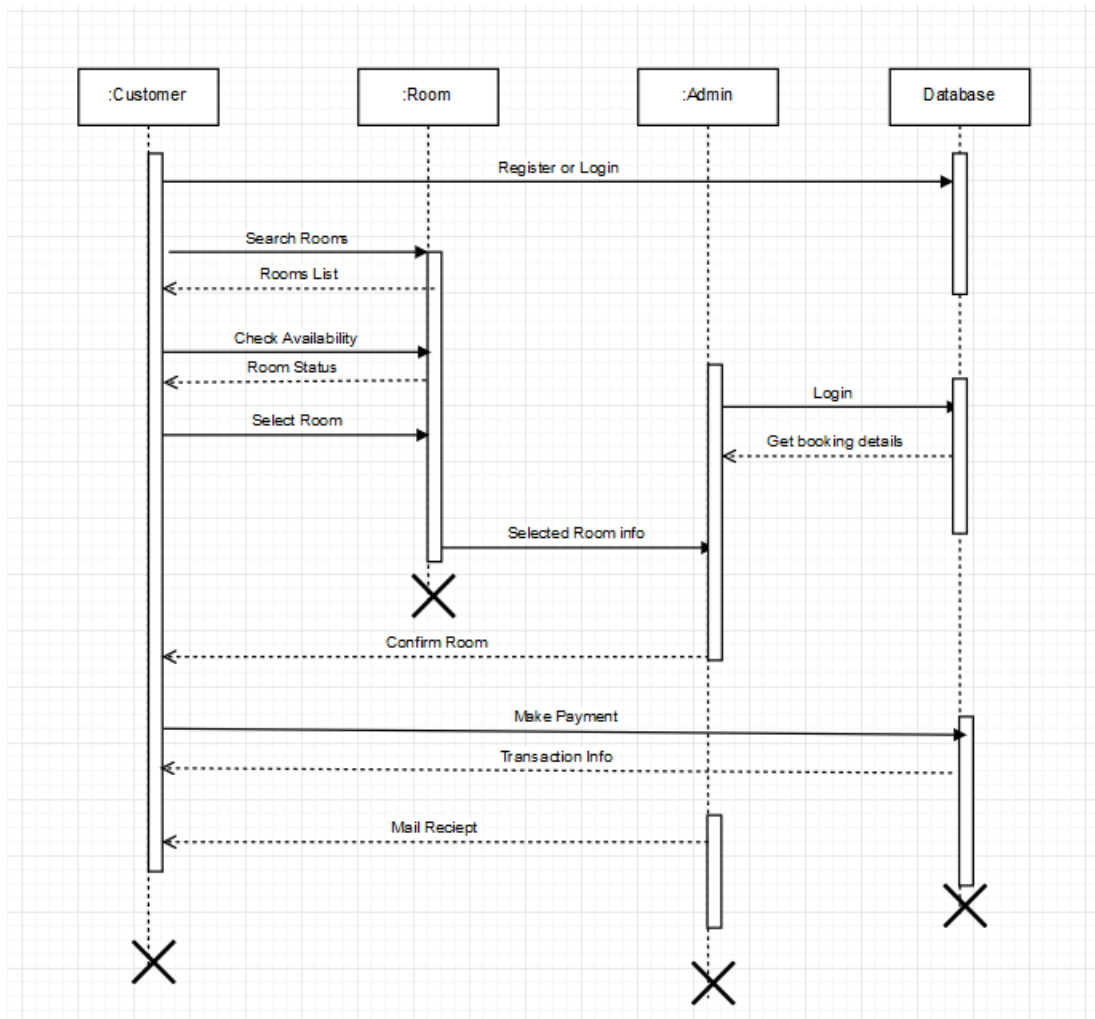 :Customer
:Room
:Admin
Database
Register or Login
Search Rooms
Rooms List
Check Availability
Room Status
Login
Select Room
Get booking details
Selected Room info
Confirm Room
Make Payment
Transaction Info
Mail Reciept